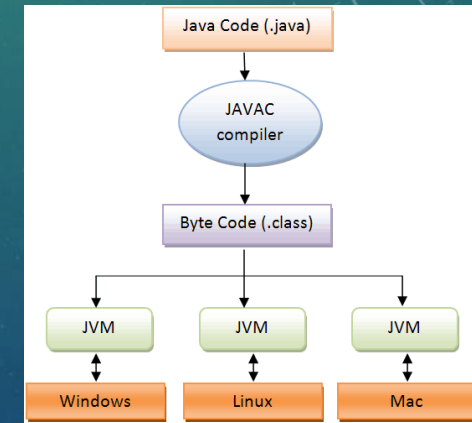 Java Code (.java)
JAVAC
compiler
Byte Code (.class)
JVM JVM JVM
Windows Linux Mac